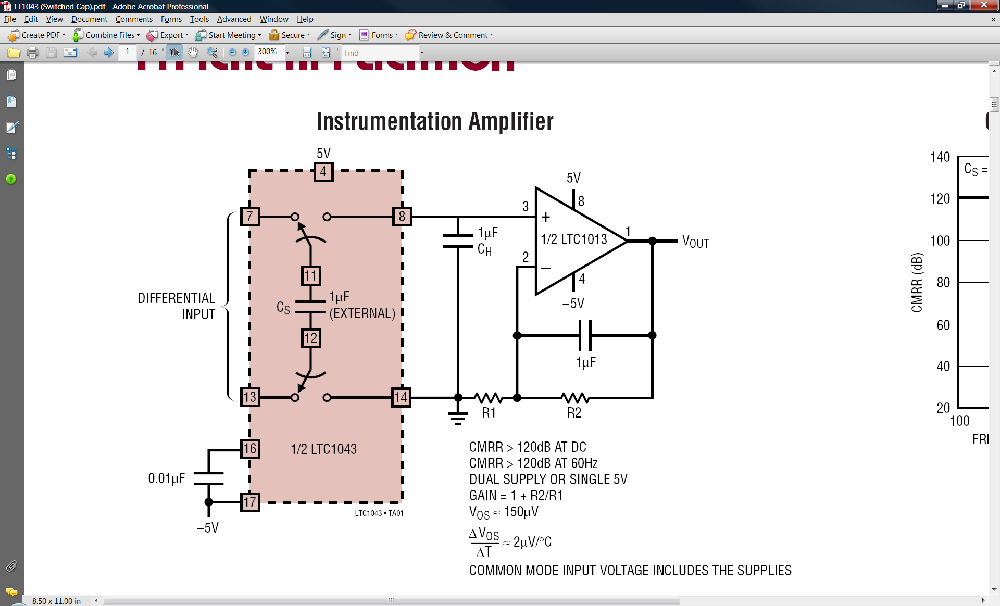 LT1043 (Switched Cap).pdf - Adobe Acrobat Professional
File Edit View Document Comments Forms Tools Advanced Window Help
Create PDF Combine Files Export Start Meeting Secure Sign Forms Review & Comment
1 / 16 300% Find
Instrumentation Amplifier
5V
4
7
8
11
CS 1µF
(EXTERNAL)
12
13
14
DIFFERENTIAL
INPUT
16
1/2 LTC1043
0.01µF
17
–5V
LTC1043 • TA01
1µF
CH
3
+
5V
8
1/2 LTC1013
1
VOUT
2
–
4
–5V
1µF
R1
R2
CMRR > 120dB AT DC
CMRR > 120dB AT 60Hz
DUAL SUPPLY OR SINGLE 5V
GAIN = 1 + R2/R1
VOS ≈ 150µV
∆VOS
∆T
≈ 2µV/°C
COMMON MODE INPUT VOLTAGE INCLUDES THE SUPPLIES
CMRR (dB)
140
120
100
80
60
40
20
CS =
100
8.50 x 11.00 in